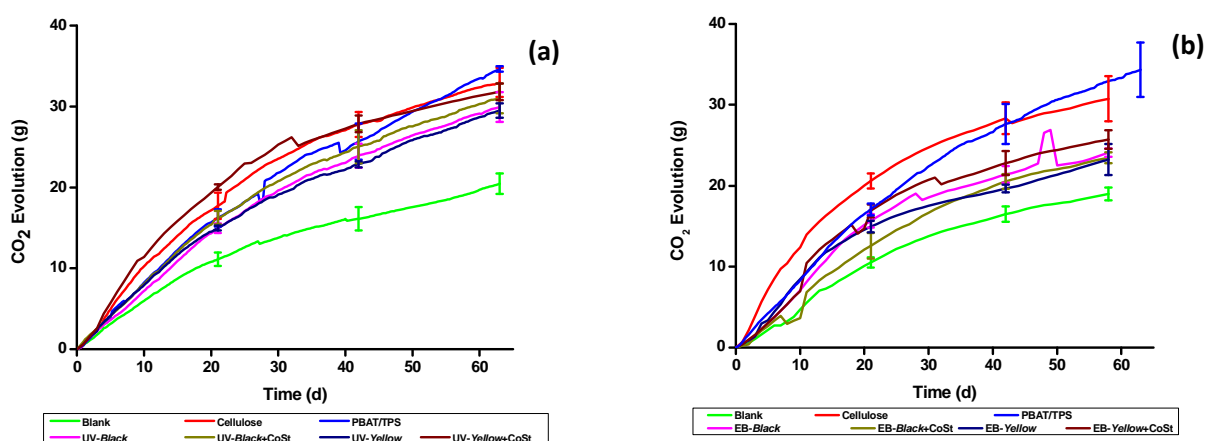 (a)
40
30
20
10
0
CO2 Evolution (g)
0 10 20 30 40 50 60
Time (d)
Blank Cellulose PBAT/TPS
UV-Black UV-Black+CoSt UV-Yellow UV-Yellow+CoSt
(b)
40
30
20
10
0
CO2 Evolution (g)
0 10 20 30 40 50 60
Time (d)
Blank Cellulose PBAT/TPS
EB-Black EB-Black+CoSt EB-Yellow EB-Yellow+CoSt